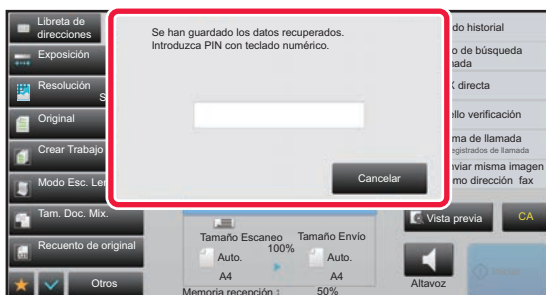 Libreta de
direcciones
Exposición
Resolución
S
Original
Crear Trabajo
Modo Esc. Len
Tam. Doc. Mix.
Recuento de original
Otros
Se han guardado los datos recuperados.
Introduzca PIN con teclado numérico.
Cancelar
Tamaño Escaneo
Tamaño Envío
100%
Auto.
Auto.
A4
A4
Memoria recepción :
50%
do historial
o de búsqueda
nada
directa
ello verificación
ma de llamada
egistrados de llamada
nviar misma imagen
mo dirección fax
Vista previa
CA
Altavoz